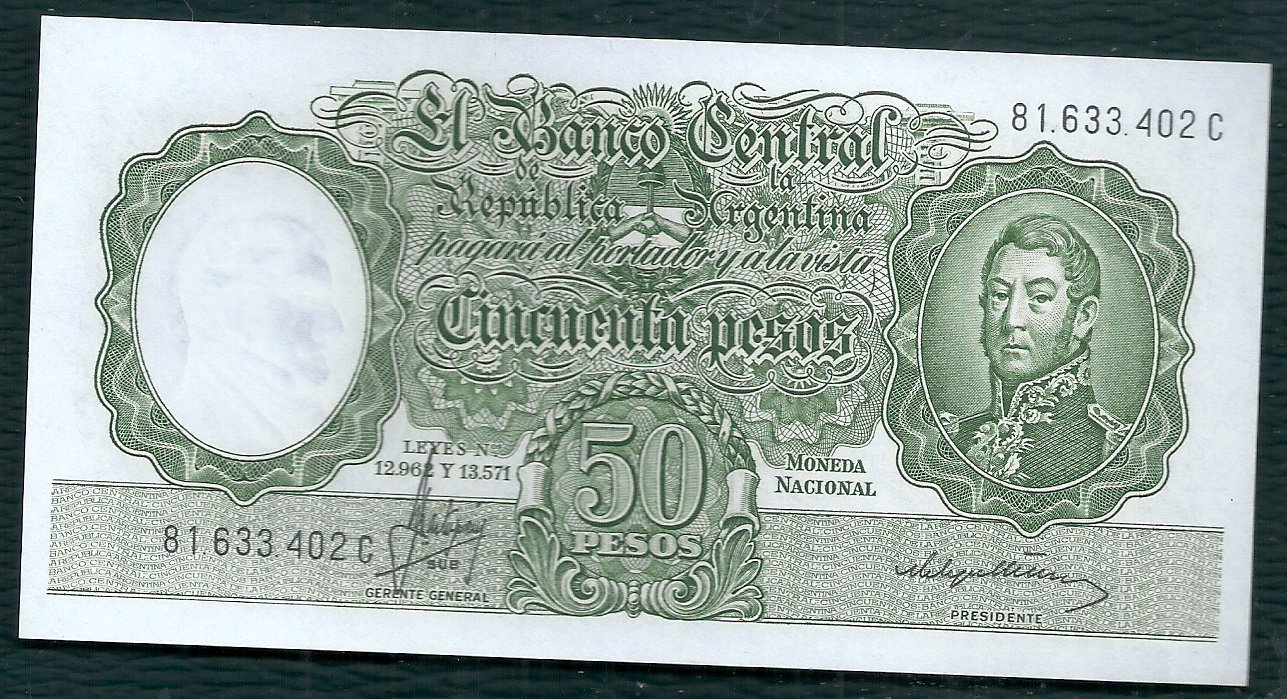 81.633.402 C
El Banco Central
de la
República Argentina
pagará al portador y a la vista
Cincuenta pesos
LEYES Nos.
12.962 Y 13.571
50
PESOS
MONEDA
NACIONAL
81.633.402 C
SUB
GERENTE GENERAL
PRESIDENTE